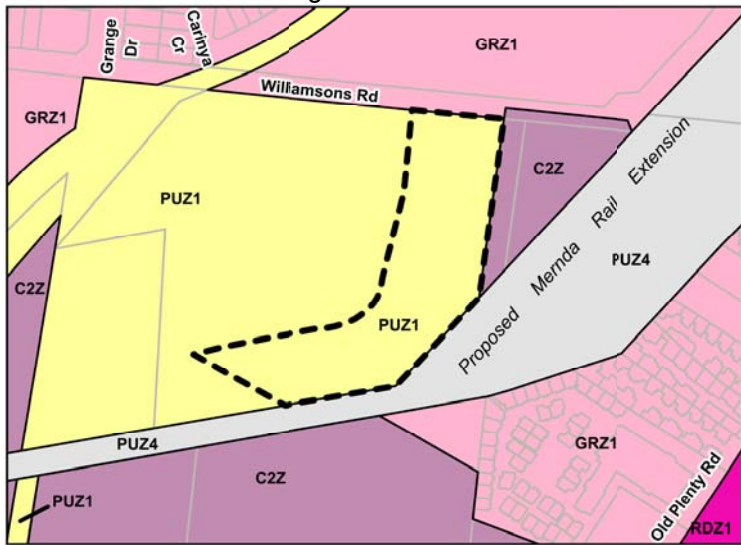 Grange
Dr
Carinya
Cr
GRZ1
Williamsons Rd
GRZ1
C2Z
PUZ1
Proposed Mernda Rail Extension
PUZ4
C2Z
PUZ1
PUZ4
GRZ1
C2Z
Old Plenty Rd
PUZ1
RDZ1